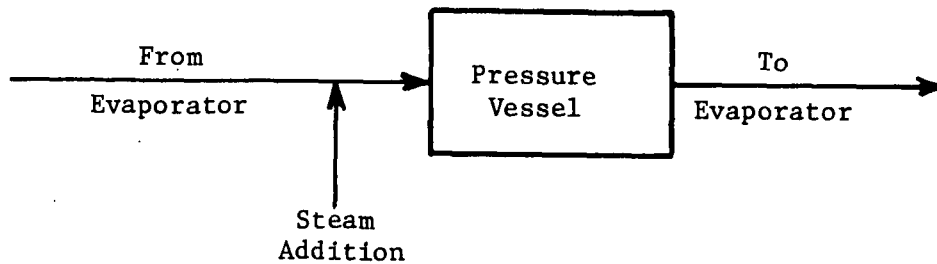 From
Evaporator
Steam
Addition
Pressure
Vessel
To
Evaporator